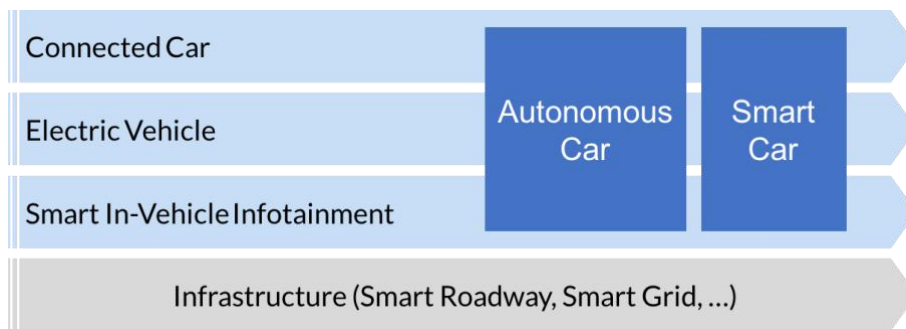 Connected Car
Electric Vehicle
Smart In-Vehicle Infotainment
Autonomous
Car
Smart
Car
Infrastructure (Smart Roadway, Smart Grid, ...)